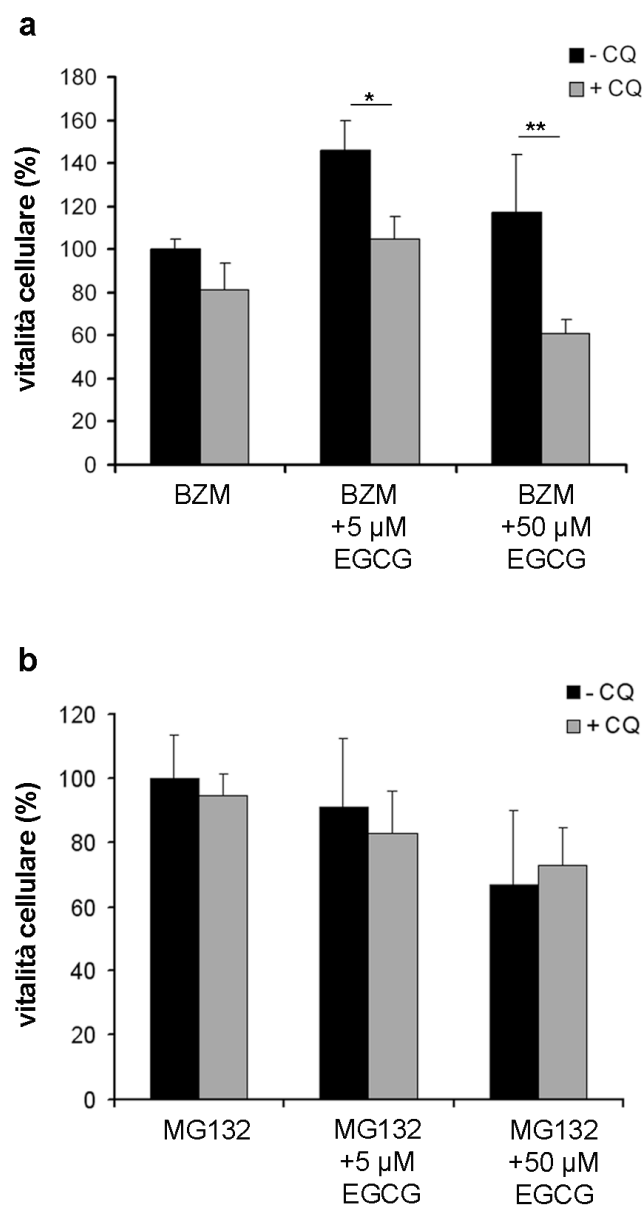 a
- CQ
+ CQ
vitalità cellulare (%)
180
160
140
120
100
80
60
40
20
0
*
**
BZM
BZM
+5 µM
EGCG
BZM
+50 µM
EGCG
b
- CQ
+ CQ
vitalità cellulare (%)
120
100
80
60
40
20
0
MG132
MG132
+5 µM
EGCG
MG132
+50 µM
EGCG